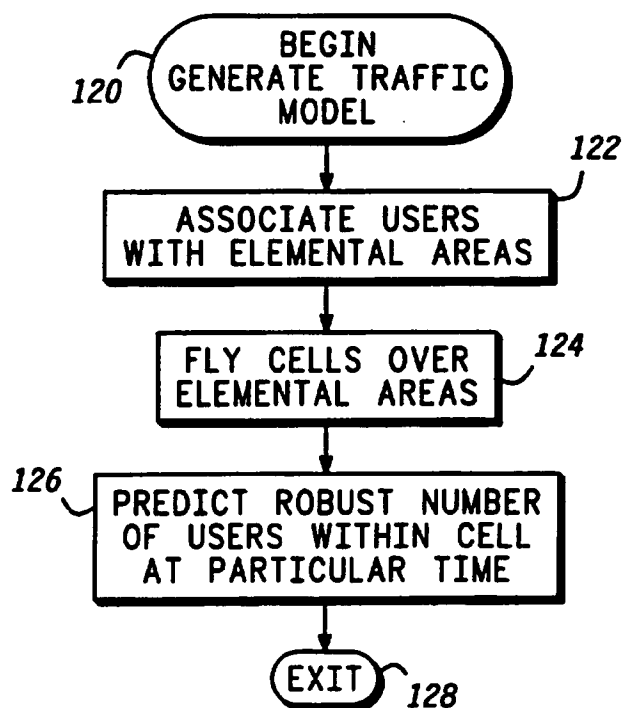 BEGIN
GENERATE TRAFFIC
MODEL
120
122
ASSOCIATE USERS
WITH ELEMENTAL AREAS
FLY CELLS OVER
ELEMENTAL AREAS
124
126
PREDICT ROBUST NUMBER
OF USERS WITHIN CELL
AT PARTICULAR TIME
EXIT
128